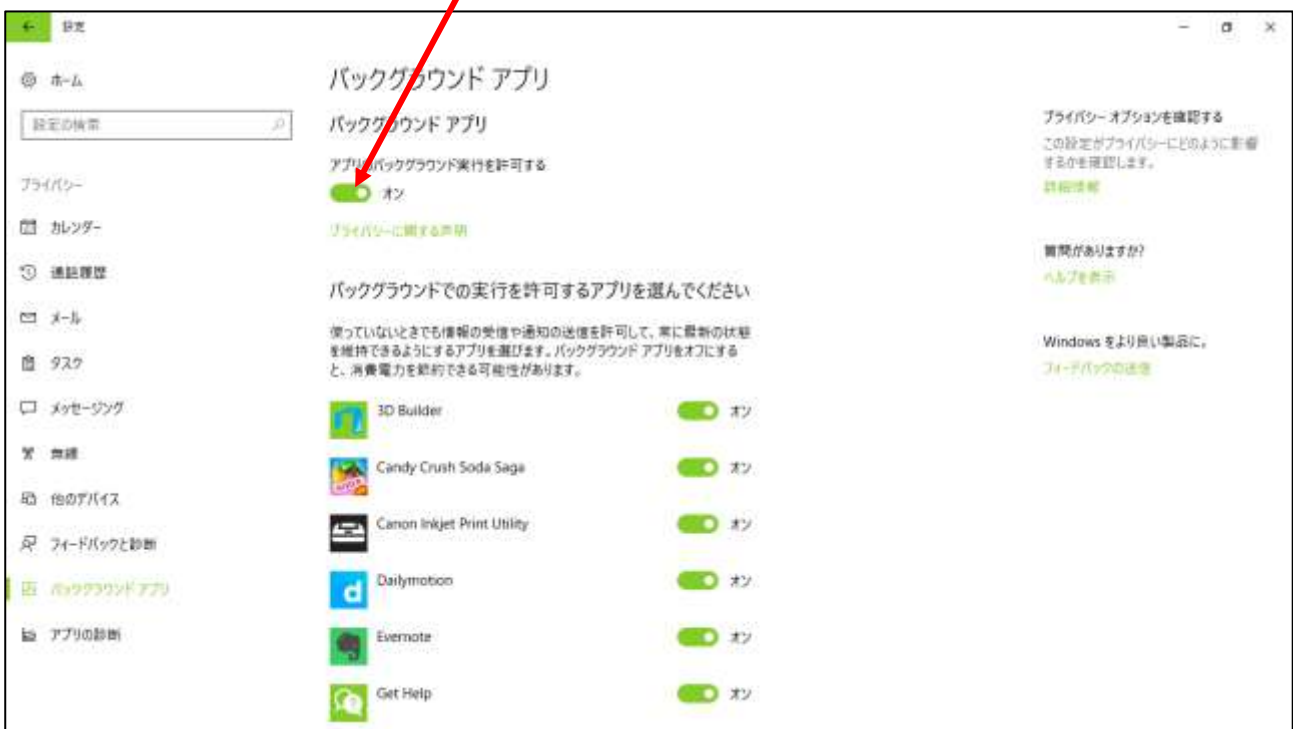 設定
ホーム
設定の検索
プライバシー
カレンダー
通話履歴
メール
タスク
メッセージング
無線
他のデバイス
フィードバックと診断
バックグラウンド アプリ
アプリの診断
バックグラウンド アプリ
バックグラウンド アプリ
アプリのバックグラウンド実行を許可する
オン
プライバシーに関する声明
バックグラウンドでの実行を許可するアプリを選んでください
使っていないときでも情報の受信や通知の送信を許可して、常に最新の状態
を維持できるようにするアプリを選びます。バックグラウンド アプリをオフにする
と、消費電力を節約できる可能性があります。
3D Builder オン
Candy Crush Soda Saga オン
Canon Inkjet Print Utility オン
Dailymotion オン
Evernote オン
Get Help オン
プライバシー オプションを確認する
この設定がプライバシーにどのように影響
するかを確認します。
詳細情報
質問がありますか?
ヘルプを表示
Windows をより良い製品に。
フィードバックの送信